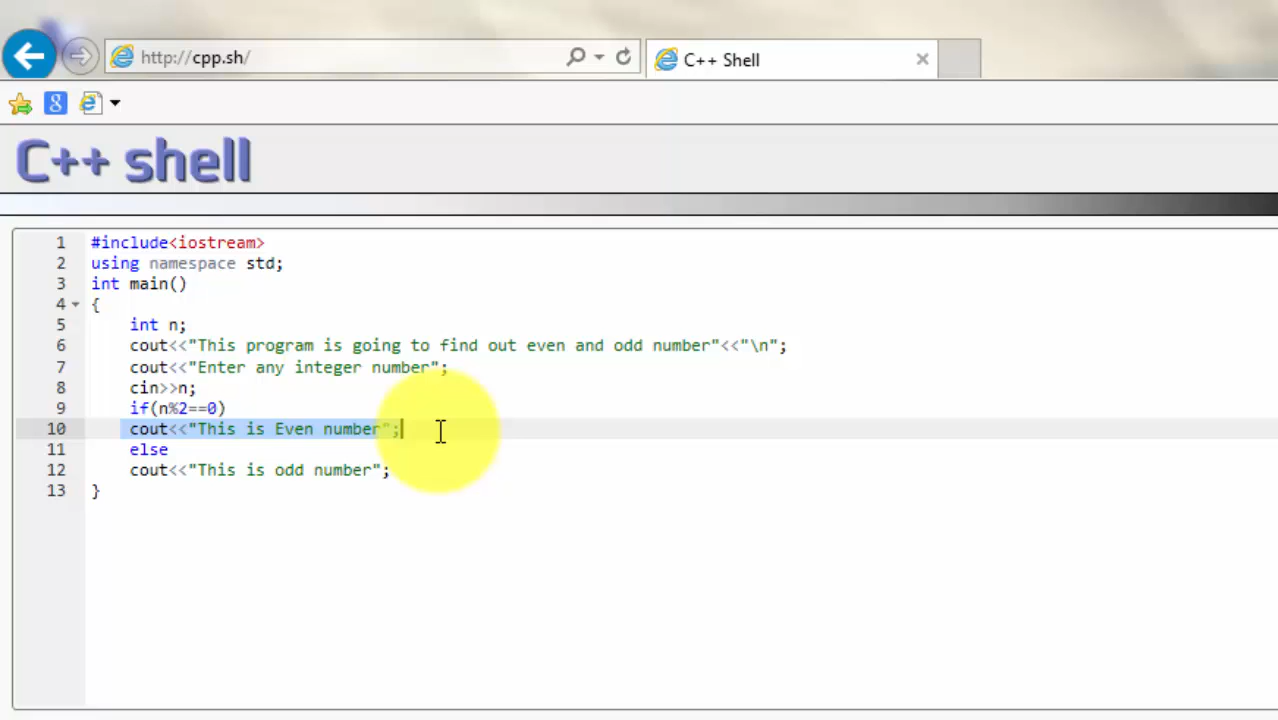 http://cpp.sh/
C++ Shell
8
C++ shell
1 #include<iostream>
2 using namespace std;
3 int main()
4 {
5 int n;
6 cout<<"This program is going to find out even and odd number"<<"\n";
7 cout<<"Enter any integer number";
8 cin>>n;
9 if(n%2==0)
10 cout<<"This is Even number";
11 else
12 cout<<"This is odd number";
13 }